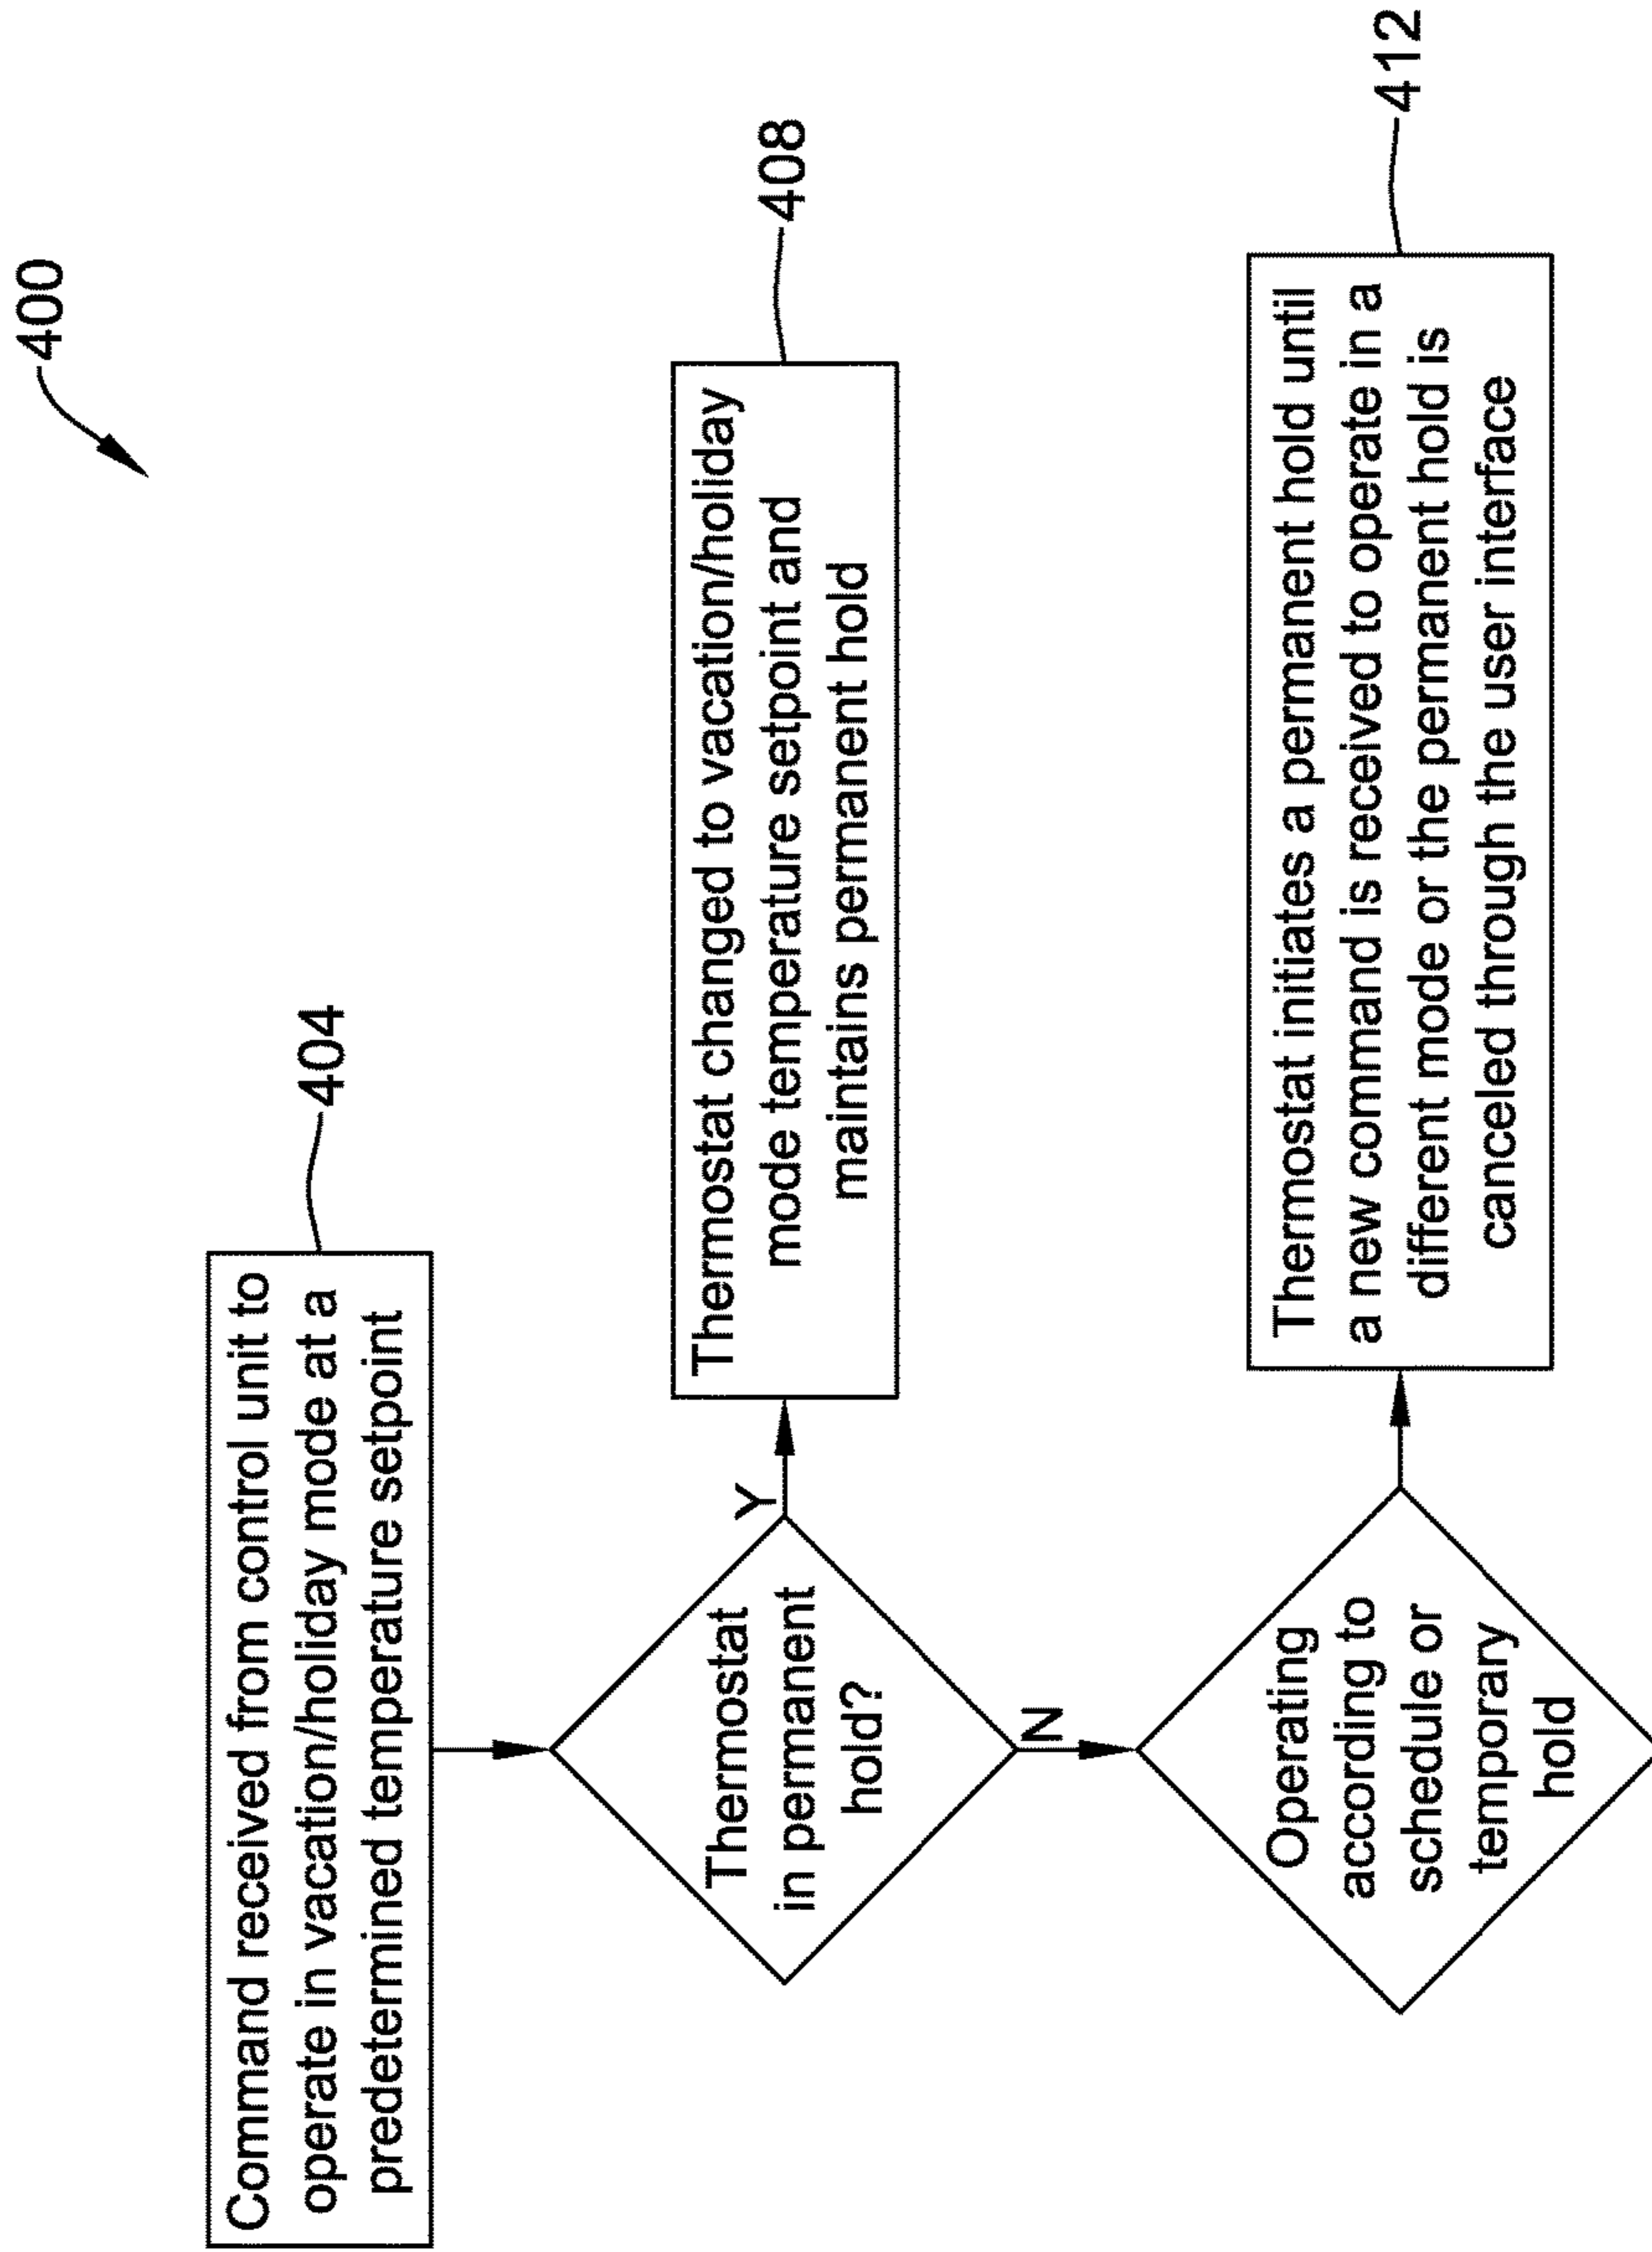 400
Command received from control unit to
operate in vacation/holiday mode at a
predetermined temperature setpoint
404
Thermostat
in permanent
hold?
Y
Thermostat changed to vacation/holiday
mode temperature setpoint and
maintains permanent hold
408
N
Operating
according to
schedule or
temporary
hold
Thermostat initiates a permanent hold until
a new command is received to operate in a
different mode or the permanent hold is
canceled through the user interface
412